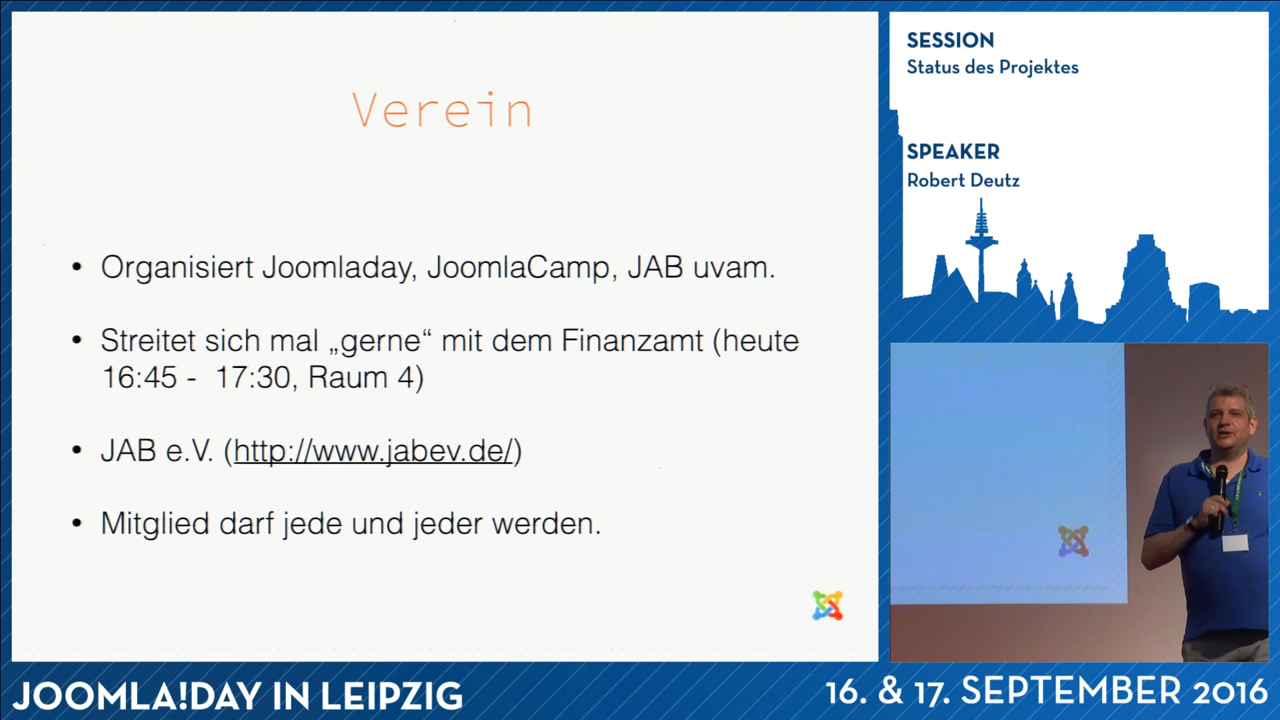 Verein
• Organisiert Joomladay, JoomlaCamp, JAB uvam.
• Streitet sich mal „gerne“ mit dem Finanzamt (heute
16:45 -  17:30, Raum 4)
• JAB e.V. (http://www.jabev.de/)
• Mitglied darf jede und jeder werden.
SESSION
Status des Projektes
SPEAKER
Robert Deutz
JOOMLA!DAY IN LEIPZIG
16. & 17. SEPTEMBER 2016